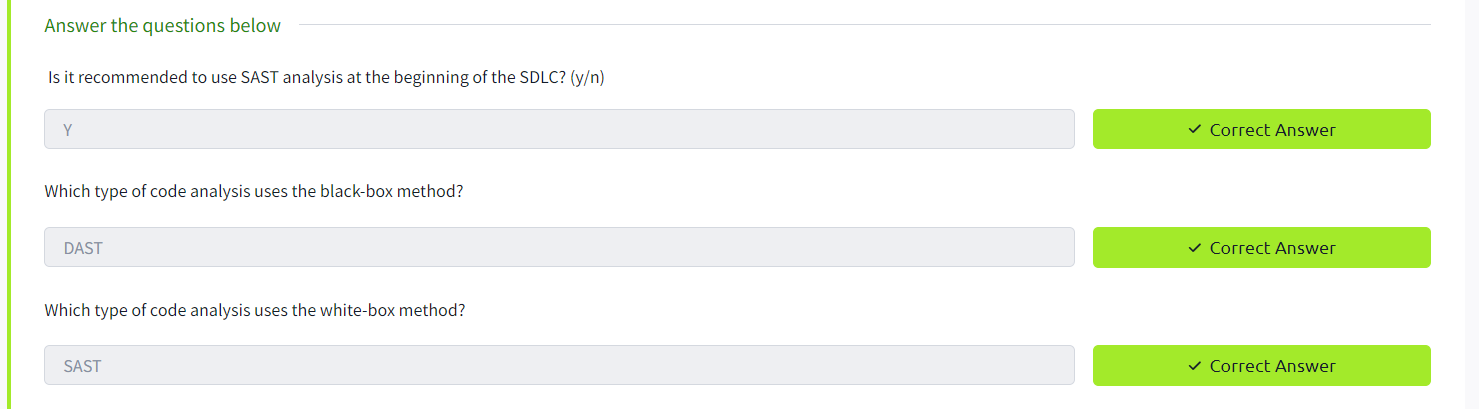 Answer the questions below
Is it recommended to use SAST analysis at the beginning of the SDLC? (y/n)
Y
Correct Answer
Which type of code analysis uses the black-box method?
DAST
Correct Answer
Which type of code analysis uses the white-box method?
SAST
Correct Answer